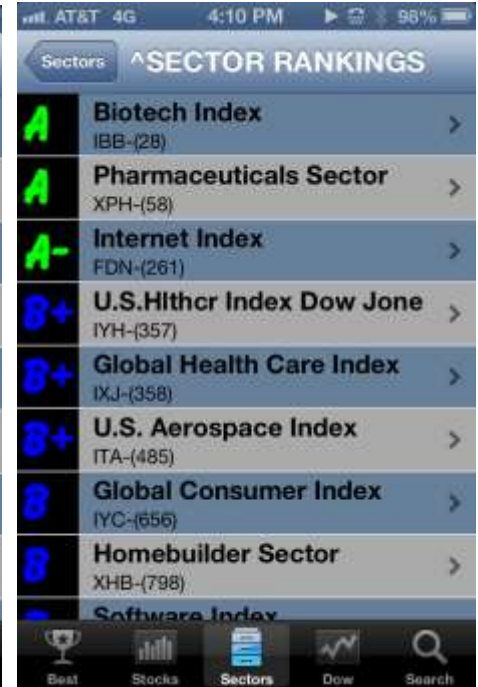 AT&T 4G 4:10 PM 98%
Sectors ^SECTOR RANKINGS
A Biotech Index
IBB-(28)
A Pharmaceuticals Sector
XPH-(58)
A- Internet Index
FDN-(261)
B+ U.S.Hlthcr Index Dow Jone
IYH-(357)
B+ Global Health Care Index
IXJ-(358)
B+ U.S. Aerospace Index
ITA-(485)
B Global Consumer Index
IYC-(656)
B Homebuilder Sector
XHB-(798)
B Software Index
Best Stocks Sectors Dow Search